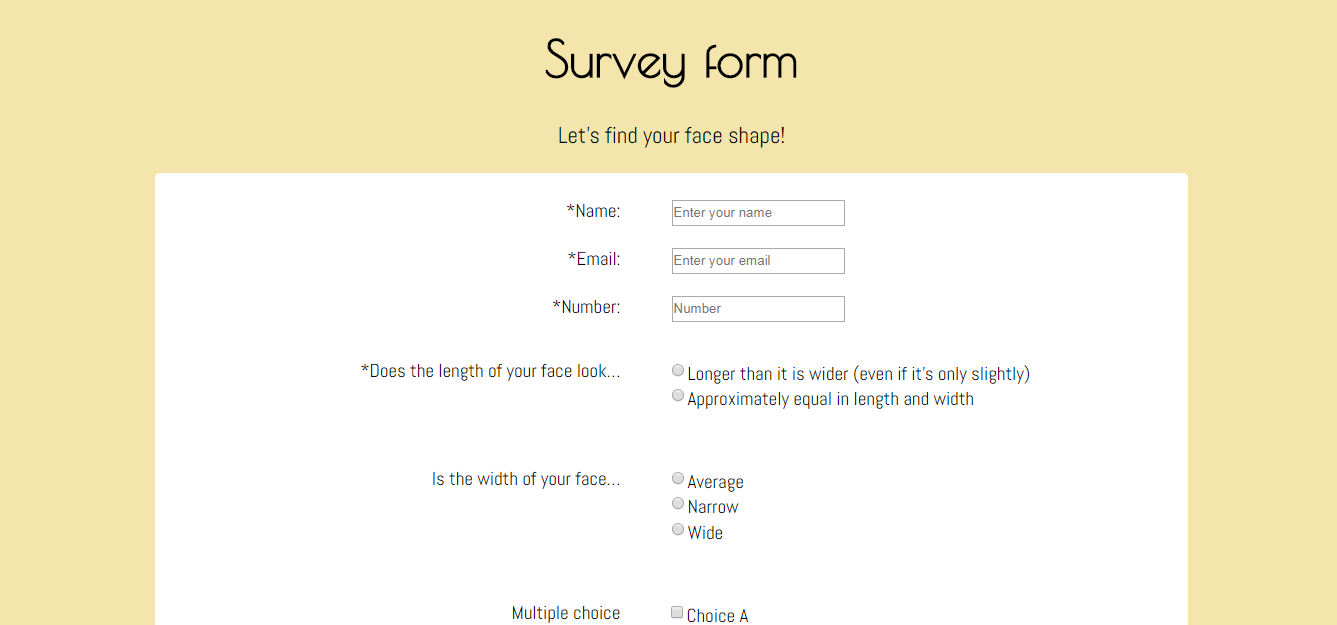 Survey form
Let's find your face shape!
*Name: Enter your name
*Email: Enter your email
*Number: Number
*Does the length of your face look... Longer than it is wider (even if it's only slightly)
Approximately equal in length and width
Is the width of your face... Average
Narrow
Wide
Multiple choice Choice A